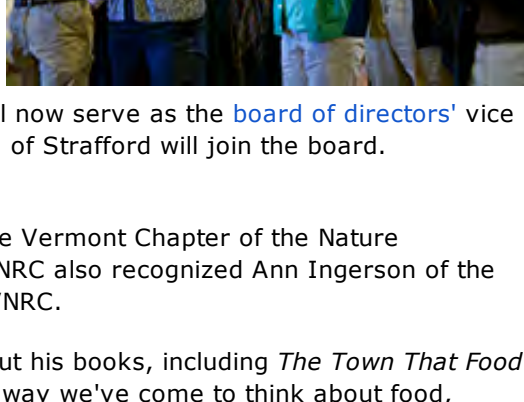 l now serve as the board of directors' vice
of Strafford will join the board.
e Vermont Chapter of the Nature
NRC also recognized Ann Ingerson of the
NRC.
ut his books, including The Town That Food
way we've come to think about food,